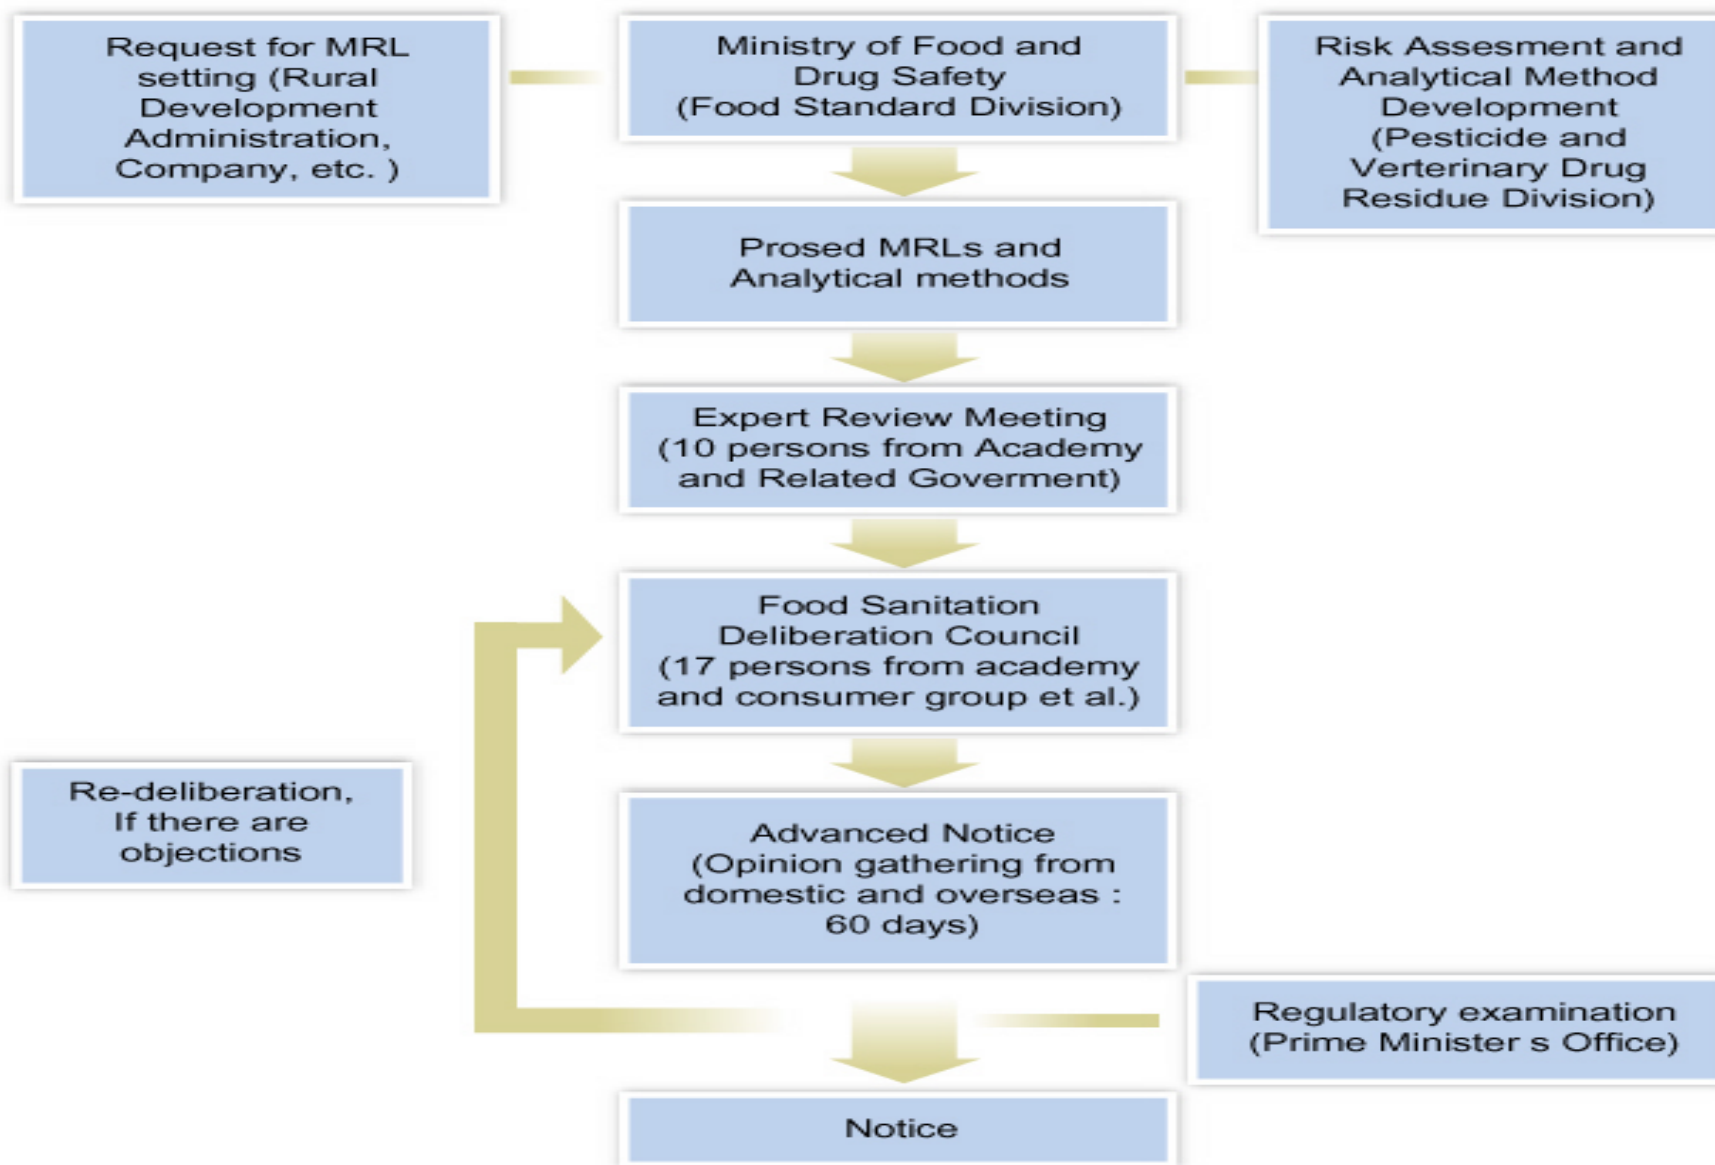 Request for MRL
setting (Rural
Development
Administration,
Company, etc. )
Ministry of Food and
Drug Safety
(Food Standard Division)
Risk Assesment and
Analytical Method
Development
(Pesticide and
Verterinary Drug
Residue Division)
Prosed MRLs and
Analytical methods
Expert Review Meeting
(10 persons from Academy
and Related Goverment)
Food Sanitation
Deliberation Council
(17 persons from academy
and consumer group et al.)
Re-deliberation,
If there are
objections
Advanced Notice
(Opinion gathering from
domestic and overseas :
60 days)
Regulatory examination
(Prime Minister s Office)
Notice